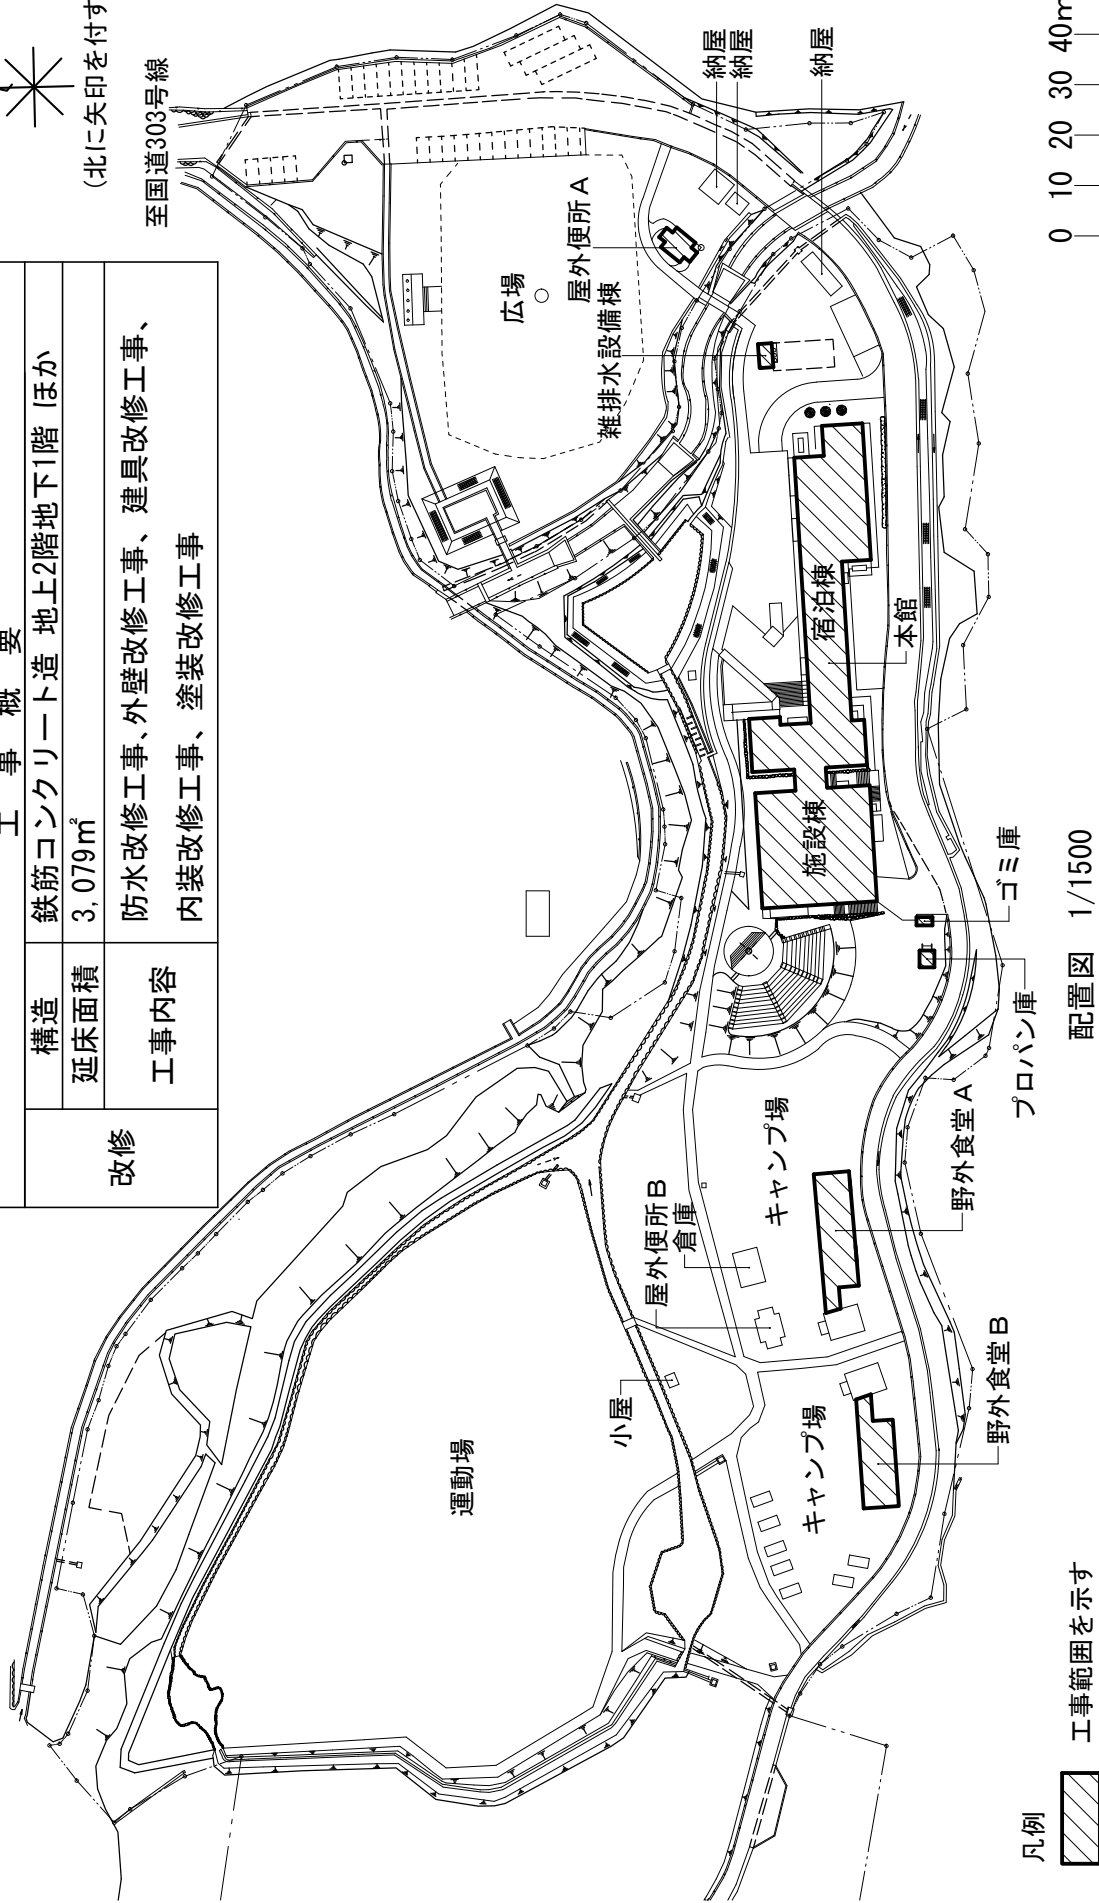 工事概要
改修
構造
鉄筋コンクリート造 地上2階地下1階 ほか
延床面積
3,079㎡
工事内容
防水改修工事、外壁改修工事、建具改修工事、
内装改修工事、塗装改修工事
(北に矢印を付す
至国道303号線
納屋
納屋
納屋
広場
屋外便所A
雑排水設備棟
宿泊棟
本館
施設棟
ゴミ庫
プロパン庫
キャンプ場
野外食堂A
屋外便所B
倉庫
小屋
運動場
キャンプ場
野外食堂B
凡例
工事範囲を示す
配置図 1/1500
0 10 20 30 40m